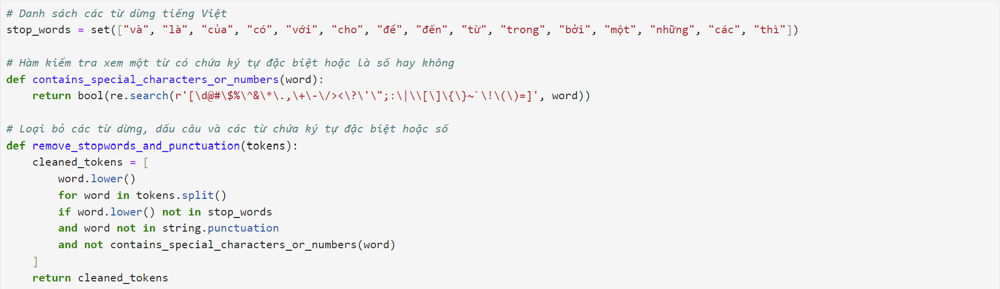 # Danh sách các từ dừng tiếng Việt
stop_words = set(["và", "là", "của", "có", "với", "cho", "để", "đến", "từ", "trong", "bởi", "một", "những", "các", "thì"])
# Hàm kiểm tra xem một từ có chứa ký tự đặc biệt hoặc là số hay không
def contains_special_characters_or_numbers(word):
    return bool(re.search(r'[\d@#\$%\^&\*\.,\+\-\/><\?\'\";:\|\\[\]\{\}~`\!\(\)=]', word))
# Loại bỏ các từ dừng, dấu câu và các từ chứa ký tự đặc biệt hoặc số
def remove_stopwords_and_punctuation(tokens):
    cleaned_tokens = [
        word.lower()
        for word in tokens.split()
        if word.lower() not in stop_words
        and word not in string.punctuation
        and not contains_special_characters_or_numbers(word)
    ]
    return cleaned_tokens